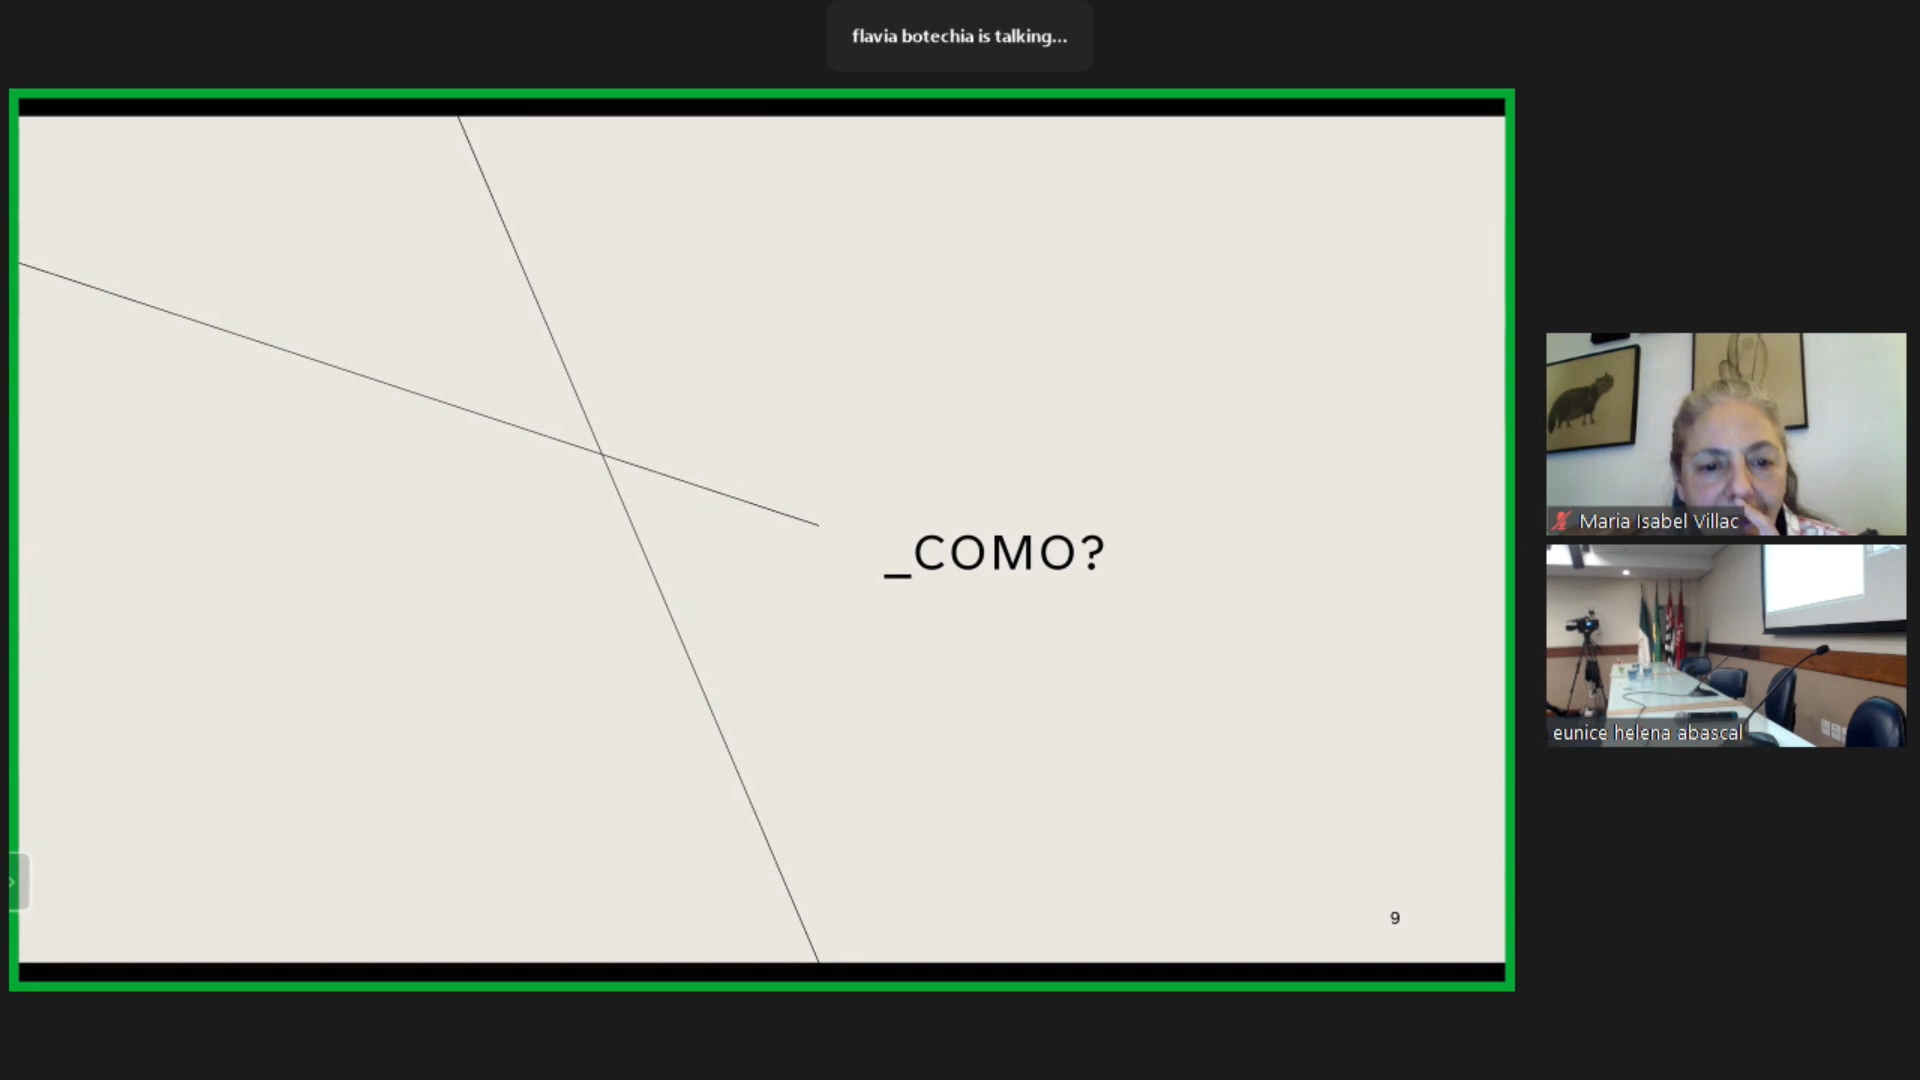 flavia botechia is talking...
_COMO?
9
Maria Isabel Villac
eunice helena abascal